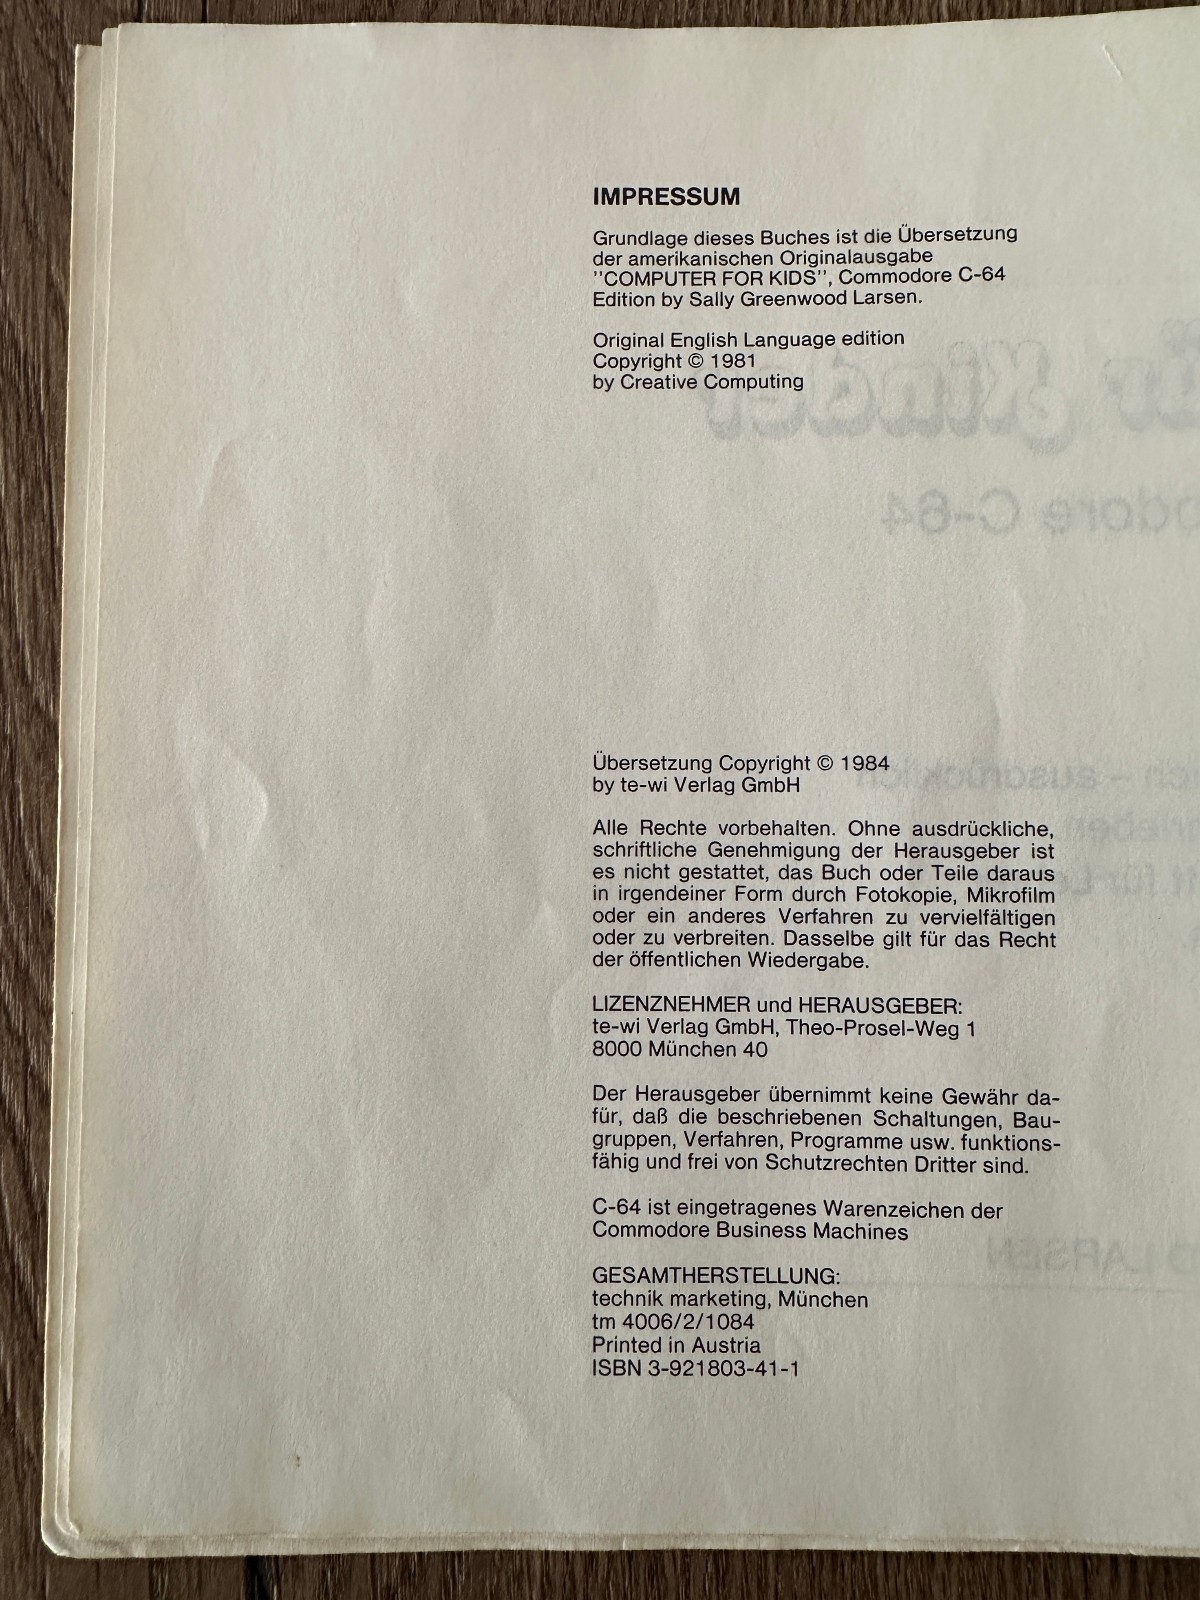 IMPRESSUM
Grundlage dieses Buches ist die Übersetzung
der amerikanischen Originalausgabe
"COMPUTER FOR KIDS", Commodore C-64
Edition by Sally Greenwood Larsen.
Original English Language edition
Copyright © 1981
by Creative Computing
Übersetzung Copyright © 1984
by te-wi Verlag GmbH
Alle Rechte vorbehalten. Ohne ausdrückliche,
schriftliche Genehmigung der Herausgeber ist
es nicht gestattet, das Buch oder Teile daraus
in irgendeiner Form durch Fotokopie, Mikrofilm
oder ein anderes Verfahren zu vervielfältigen
oder zu verbreiten. Dasselbe gilt für das Recht
der öffentlichen Wiedergabe.
LIZENZNEHMER und HERAUSGEBER:
te-wi Verlag GmbH, Theo-Prosel-Weg 1
8000 München 40
Der Herausgeber übernimmt keine Gewähr da-
für, daß die beschriebenen Schaltungen, Bau-
gruppen, Verfahren, Programme usw. funktions-
fähig und frei von Schutzrechten Dritter sind.
C-64 ist eingetragenes Warenzeichen der
Commodore Business Machines
GESAMTHERSTELLUNG:
technik marketing, München
tm 4006/2/1084
Printed in Austria
ISBN 3-921803-41-1